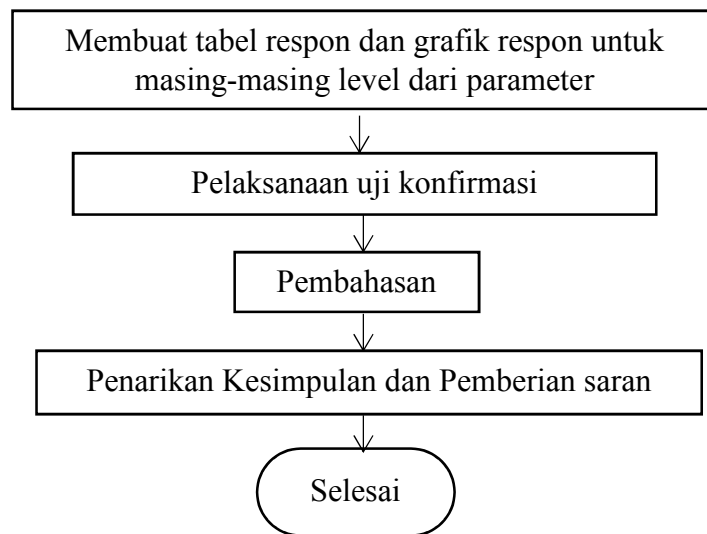 Membuat tabel respon dan grafik respon untuk
masing-masing level dari parameter
Pelaksanaan uji konfirmasi
Pembahasan
Penarikan Kesimpulan dan Pemberian saran
Selesai